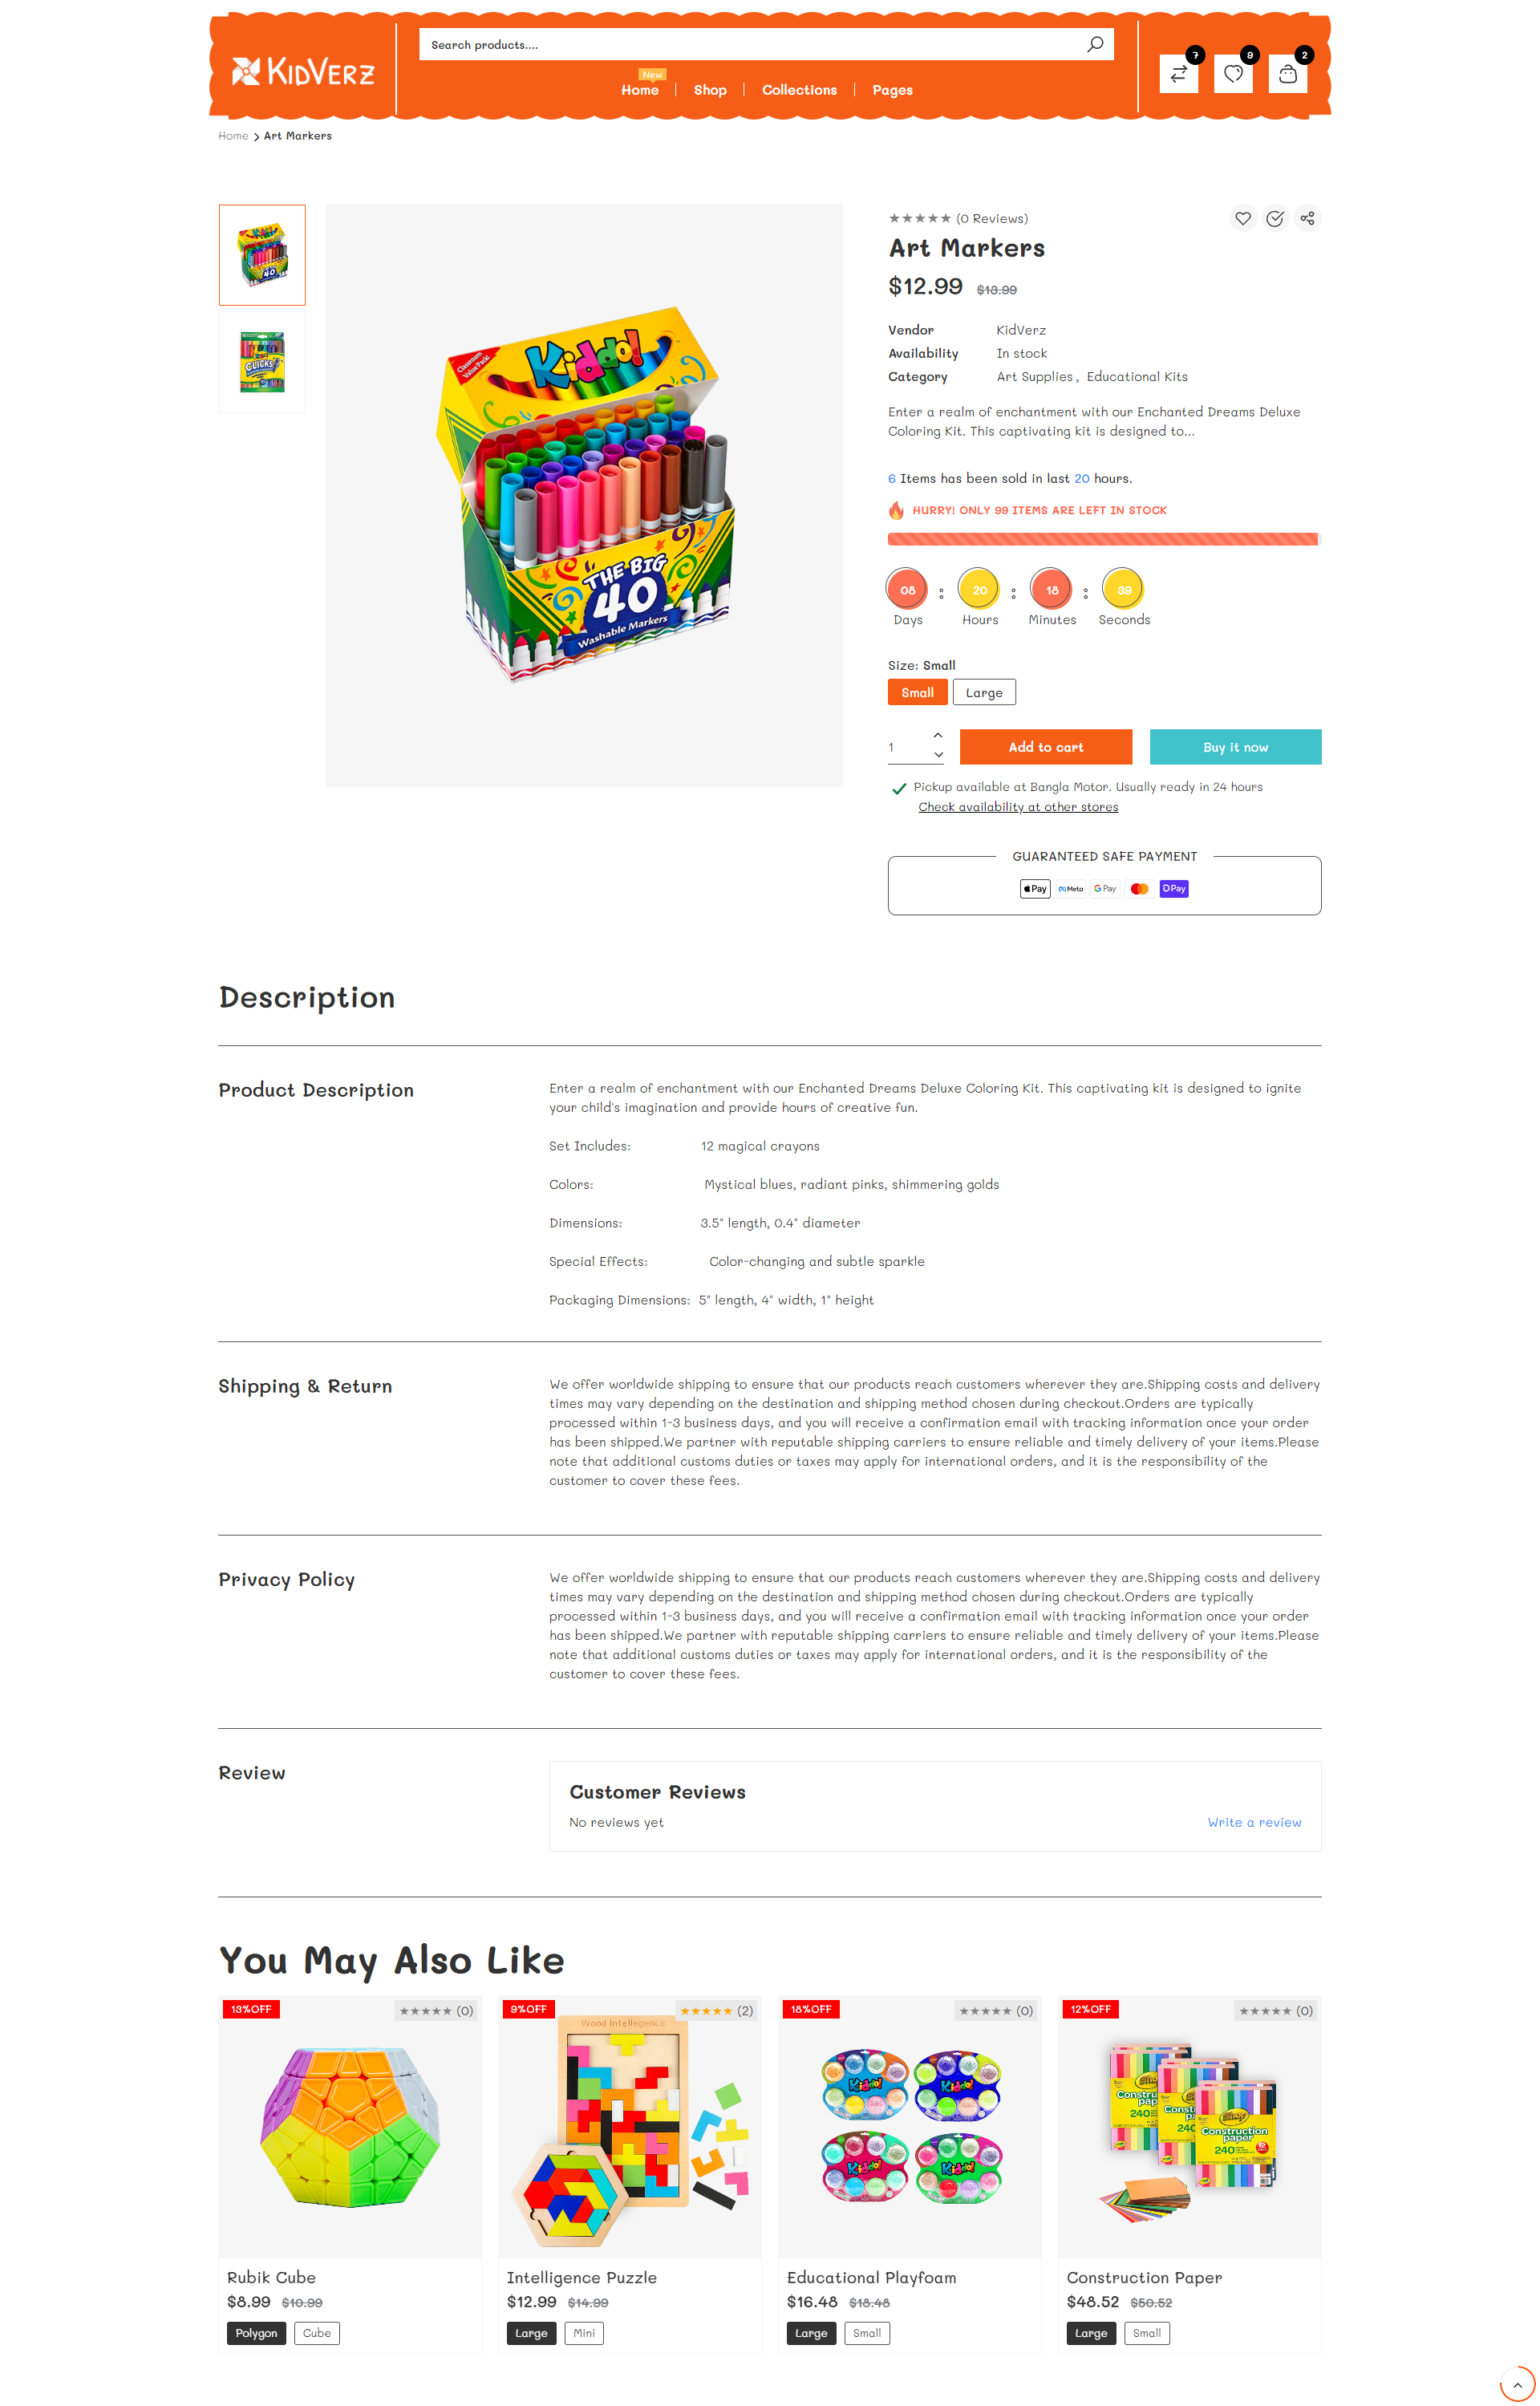 KIDVERZ
Search products....
7
9
2
New
Home
Shop
Collections
Pages
Home > Art Markers
★★★★★ (0 Reviews)
Art Markers
$12.99 $13.99
Vendor KidVerz
Availability In stock
Category Art Supplies , Educational Kits
Enter a realm of enchantment with our Enchanted Dreams Deluxe
Coloring Kit. This captivating kit is designed to...
6 Items has been sold in last 20 hours.
HURRY! ONLY 99 ITEMS ARE LEFT IN STOCK
08 : 20 : 18 : 39
Days Hours Minutes Seconds
Size: Small
Small Large
1
Add to cart
Buy it now
Pickup available at Bangla Motor. Usually ready in 24 hours
Check availability at other stores
GUARANTEED SAFE PAYMENT
Pay
Meta
G Pay
Pay
CLICKS
Classroom
Value Pack!
Kiddo!
THE BIG
40
Washable Markers
Description
Product Description
Enter a realm of enchantment with our Enchanted Dreams Deluxe Coloring Kit. This captivating kit is designed to ignite
your child's imagination and provide hours of creative fun.
Set Includes: 12 magical crayons
Colors: Mystical blues, radiant pinks, shimmering golds
Dimensions: 3.5" length, 0.4" diameter
Special Effects: Color-changing and subtle sparkle
Packaging Dimensions: 5" length, 4" width, 1" height
Shipping & Return
We offer worldwide shipping to ensure that our products reach customers wherever they are.Shipping costs and delivery
times may vary depending on the destination and shipping method chosen during checkout.Orders are typically
processed within 1-3 business days, and you will receive a confirmation email with tracking information once your order
has been shipped.We partner with reputable shipping carriers to ensure reliable and timely delivery of your items.Please
note that additional customs duties or taxes may apply for international orders, and it is the responsibility of the
customer to cover these fees.
Privacy Policy
We offer worldwide shipping to ensure that our products reach customers wherever they are.Shipping costs and delivery
times may vary depending on the destination and shipping method chosen during checkout.Orders are typically
processed within 1-3 business days, and you will receive a confirmation email with tracking information once your order
has been shipped.We partner with reputable shipping carriers to ensure reliable and timely delivery of your items.Please
note that additional customs duties or taxes may apply for international orders, and it is the responsibility of the
customer to cover these fees.
Review
Customer Reviews
No reviews yet
Write a review
You May Also Like
13%OFF
★★★★★ (0)
Rubik Cube
$8.99 $10.99
Polygon Cube
9%OFF
★★★★★ (2)
Wood Intellegence
Intelligence Puzzle
$12.99 $14.99
Large Mini
18%OFF
★★★★★ (0)
Kiddo!
Kiddo!
Kiddo!
Kiddo!
Educational Playfoam
$16.48 $18.48
Large Small
12%OFF
★★★★★ (0)
Construction
paper
240
Construction Paper
$48.52 $50.52
Large Small